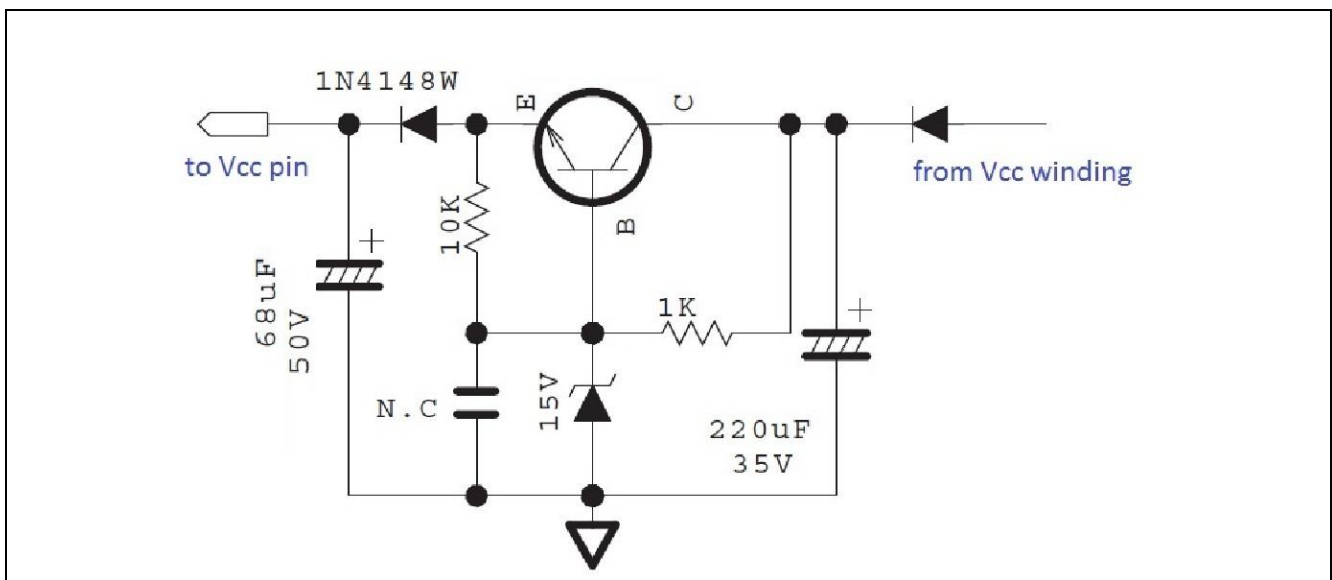 1N4148W
E
C
to Vcc pin
from Vcc winding
10K
B
+
68uF
50V
1K
+
N.C
15V
220uF
35V